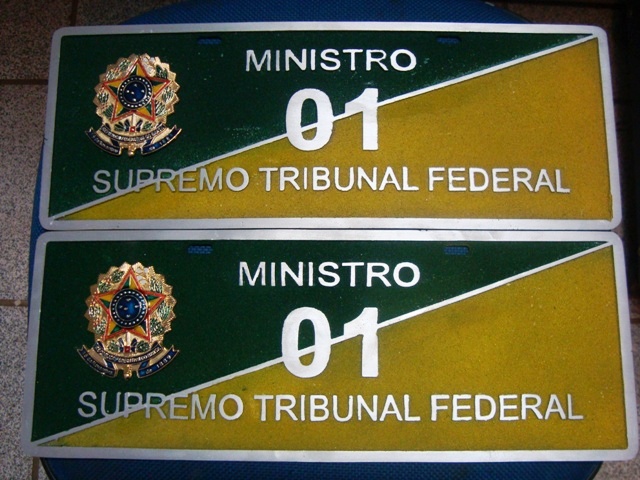 MINISTRO
01
SUPREMO TRIBUNAL FEDERAL
MINISTRO
01
SUPREMO TRIBUNAL FEDERAL